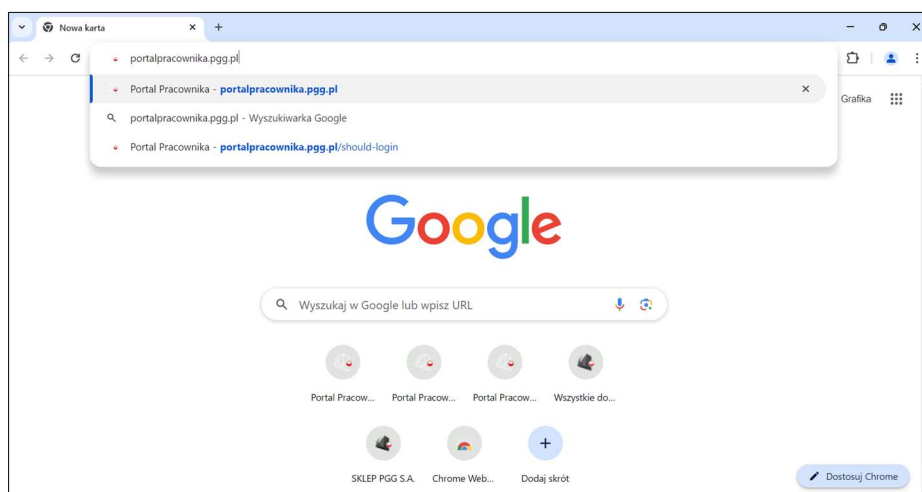 Nowa karta
portalpracownika.pgg.pl
Portal Pracownika - portalpracownika.pgg.pl
portalpracownika.pgg.pl - Wyszukiwarka Google
Portal Pracownika - portalpracownika.pgg.pl/should-login
Grafika
Google
Wyszukaj w Google lub wpisz URL
Portal Pracow... Portal Pracow... Portal Pracow... Wszystkie do...
SKLEP PGG S.A. Chrome Web... Dodaj skrót
Dostosuj Chrome